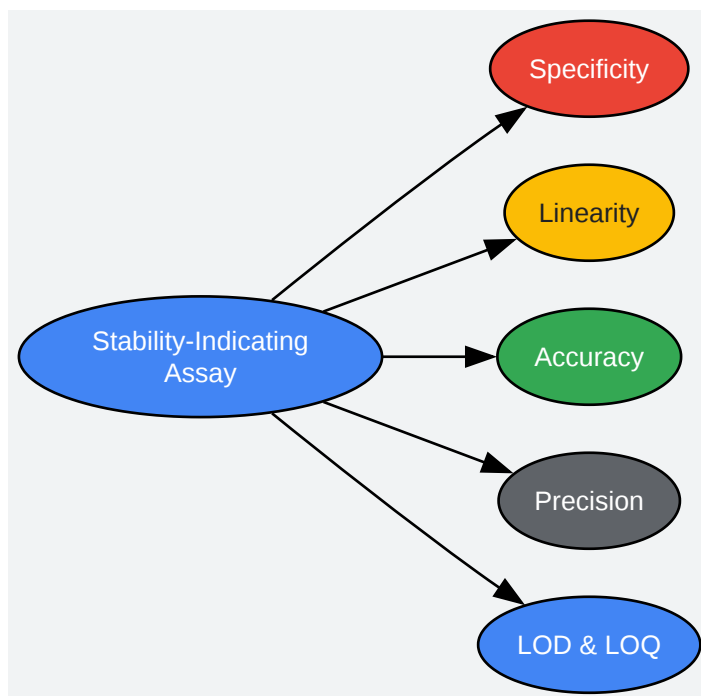 Specificity
Linearity
Stability-Indicating
Assay
Accuracy
Precision
LOD & LOQ